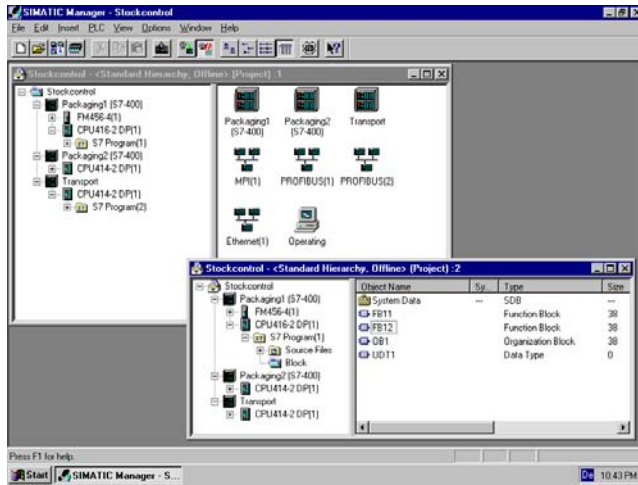 SIMATIC Manager - Stockcontrol
File Edit Insert PLC View Options Window Help
Stockcontrol - <Standard Hierarchy, Offline> (Project) :1
Stockcontrol
Packaging1 (S7-400)
FM456-4(1)
CPU416-2 DP(1)
S7 Program(1)
Packaging2 (S7-400)
CPU414-2 DP(1)
Transport
CPU414-2 DP(1)
S7 Program(2)
Packaging1 (S7-400)
Packaging2 (S7-400)
Transport
MPI(1)
PROFIBUS(1)
PROFIBUS(2)
Ethernet(1)
Operating
Stockcontrol - <Standard Hierarchy, Offline> (Project) :2
Stockcontrol
Packaging1 (S7-400)
FM456-4(1)
CPU416-2 DP(1)
S7 Program(1)
Source Files
Block
Packaging2 (S7-400)
CPU414-2 DP(1)
Transport
CPU414-2 DP(1)
Object Name Sy... Type Size
System Data --- SDB ---
FB11 Function Block 38
FB12 Function Block 38
OB1 Organization Block 38
UDT1 Data Type 0
Press F1 for help.
Start SIMATIC Manager - S... De 10:43 PM